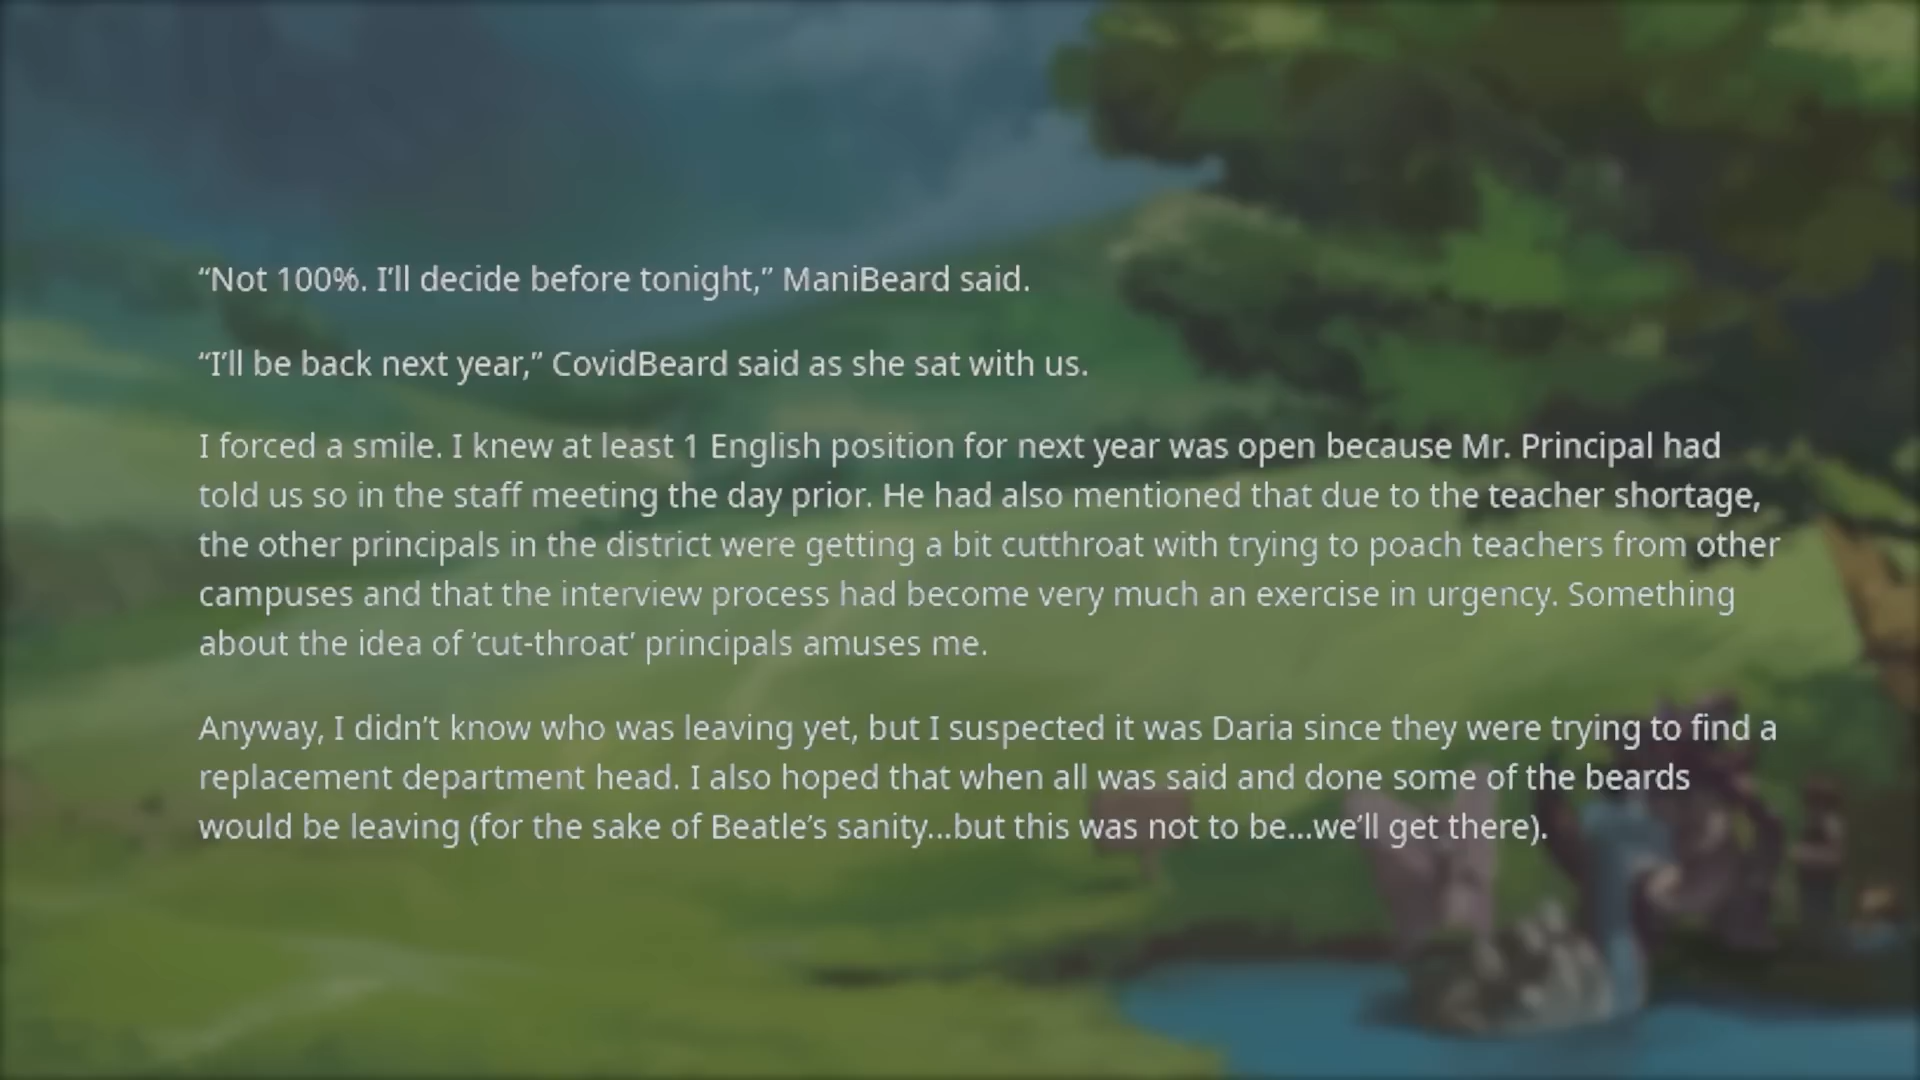 “Not 100%. I’ll decide before tonight,” ManiBeard said.
“I’ll be back next year,” CovidBeard said as she sat with us.
I forced a smile. I knew at least 1 English position for next year was open because Mr. Principal had
told us so in the staff meeting the day prior. He had also mentioned that due to the teacher shortage,
the other principals in the district were getting a bit cutthroat with trying to poach teachers from other
campuses and that the interview process had become very much an exercise in urgency. Something
about the idea of ‘cut-throat’ principals amuses me.
Anyway, I didn’t know who was leaving yet, but I suspected it was Daria since they were trying to find a
replacement department head. I also hoped that when all was said and done some of the beards
would be leaving (for the sake of Beatle’s sanity...but this was not to be...we’ll get there).